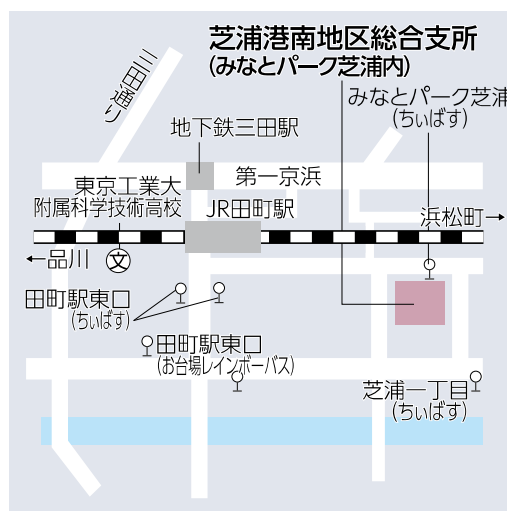 芝浦港南地区総合支所
(みなとパーク芝浦内)
三田通り
みなとパーク芝浦
(ちぃばす)
地下鉄三田駅
第一京浜
東京工業大
附属科学技術高校
JR田町駅
浜松町→
←品川
文
田町駅東口
(ちぃばす)
田町駅東口
(お台場レインボーバス)
芝浦一丁目
(ちぃばす)